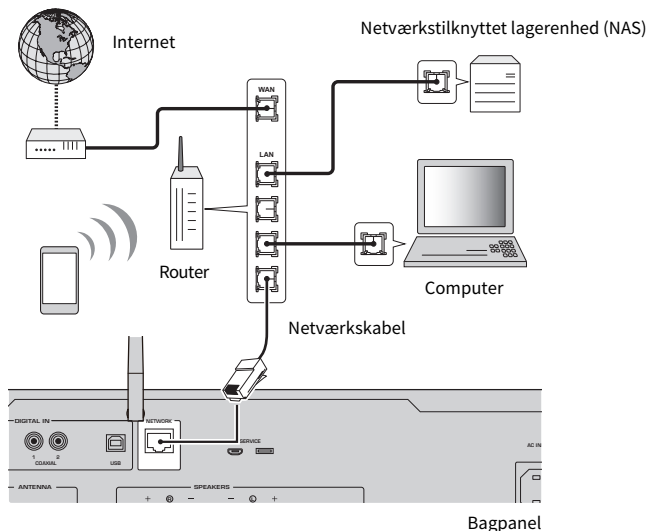 Internet
Netværkstilknyttet lagerenhed (NAS)
WAN
LAN
Router
Computer
Netværkskabel
DIGITAL IN
NETWORK
SERVICE
1 2
COAXIAL
USB
AC IN
ANTENNA
SPEAKERS
+ R − − L +
Bagpanel